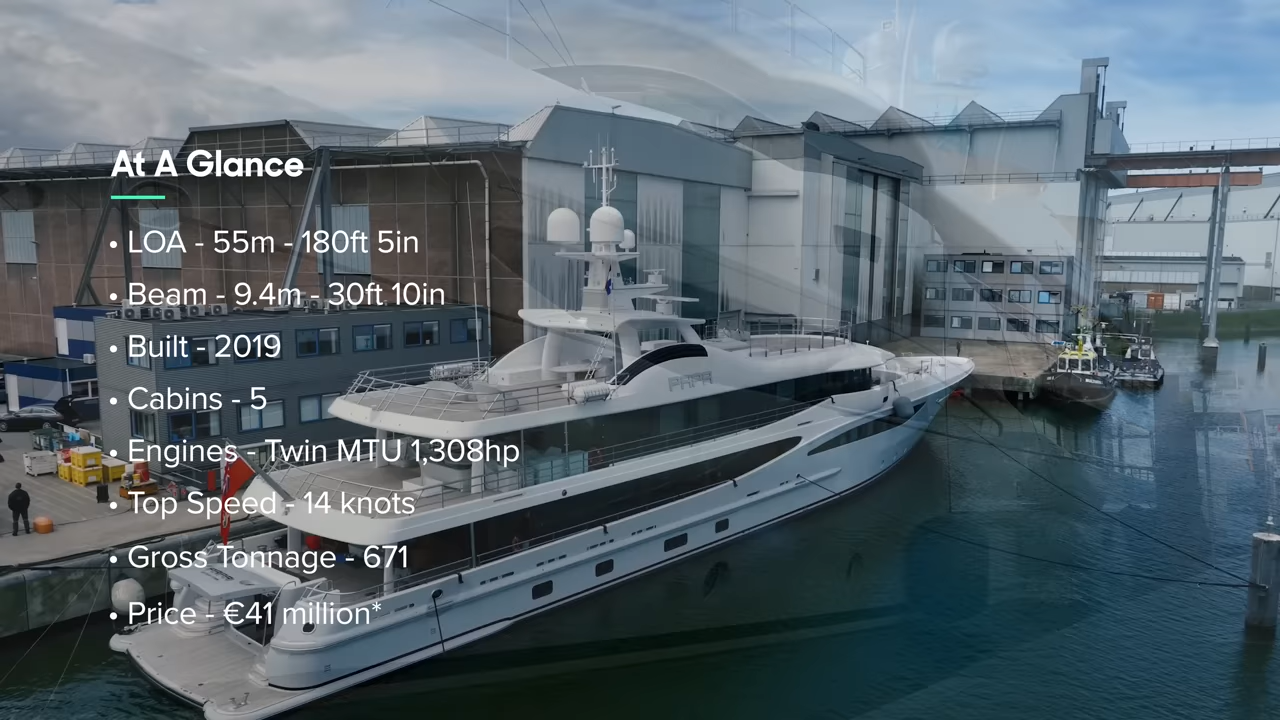 At A Glance
• LOA - 55m - 180ft 5in
• Beam - 9.4m - 30ft 10in
• Built - 2019
• Cabins - 5
• Engines - Twin MTU 1,308hp
• Top Speed - 14 knots
• Gross Tonnage - 671
• Price - €41 million*